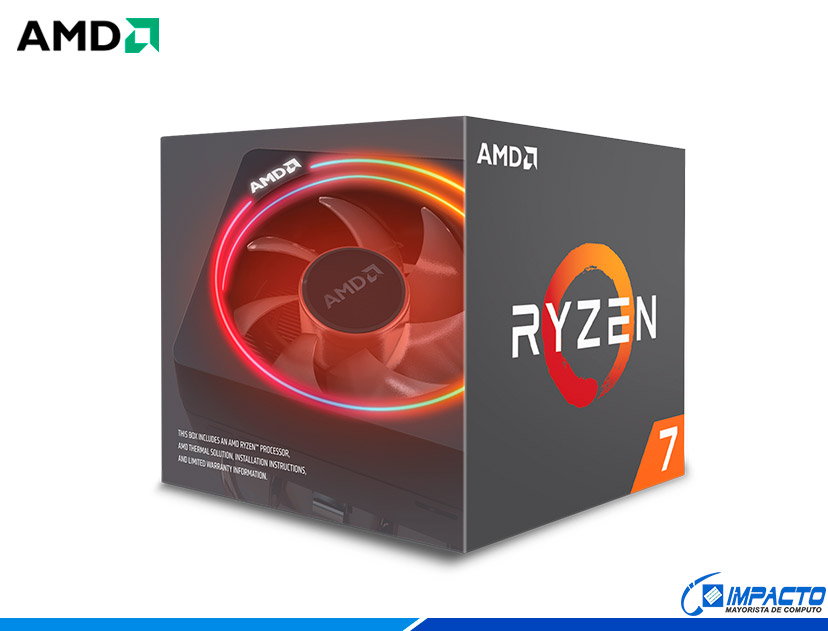 AMD
AMD
AMD
AMD
RYZEN
7
THIS BOX INCLUDES AN AMD RYZEN™ PROCESSOR,
AMD THERMAL SOLUTION, INSTALLATION INSTRUCTIONS,
AND LIMITED WARRANTY INFORMATION.
IMPACTO
MAYORISTA DE COMPUTO